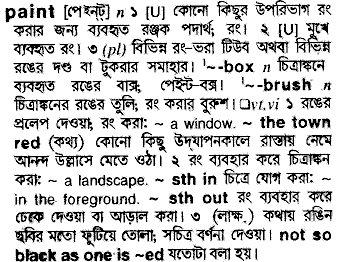 paint [পেইন্‌ট্] n ১ [U] কোনো কিছুর উপরিভাগ রং
করার জন্য ব্যবহৃত রঞ্জক পদার্থ; রং। ২ [U] মুখে
ব্যবহৃত রং। ৩ (pl) বিভিন্ন রং-ভরা টিউব অথবা বিভিন্ন
রঙের দণ্ড বা টুকরার সমাহার। '~-box n চিত্রাঙ্কনে
ব্যবহৃত রঙের বাক্স; পেইন্ট-বক্স। '~-brush n
চিত্রাঙ্কনের রঙের তুলি; রং করার বুরুশ। □vt,vi ১ রঙের
প্রলেপ দেওয়া; রং করা: ~ a window. ~ the town
red (কথ্য) কোনো কিছু উদ্‌যাপনকালে রাস্তায় নেমে
আনন্দ উল্লাসে মেতে ওঠা। ২ রং ব্যবহার করে চিত্রাঙ্কন
করা: ~ a landscape. ~ sth in চিত্রে যোগ করা: ~
in the foreground. ~ sth out রং ব্যবহার করে
ঢেকে দেওয়া বা আড়াল করা। ৩ (লাক্ষ.) কথায় রঙিন
ছবির মতো ফুটিয়ে তোলা; সচিত্র বর্ণনা দেওয়া। not so
black as one is ~ed যতোটা বলা হয়।